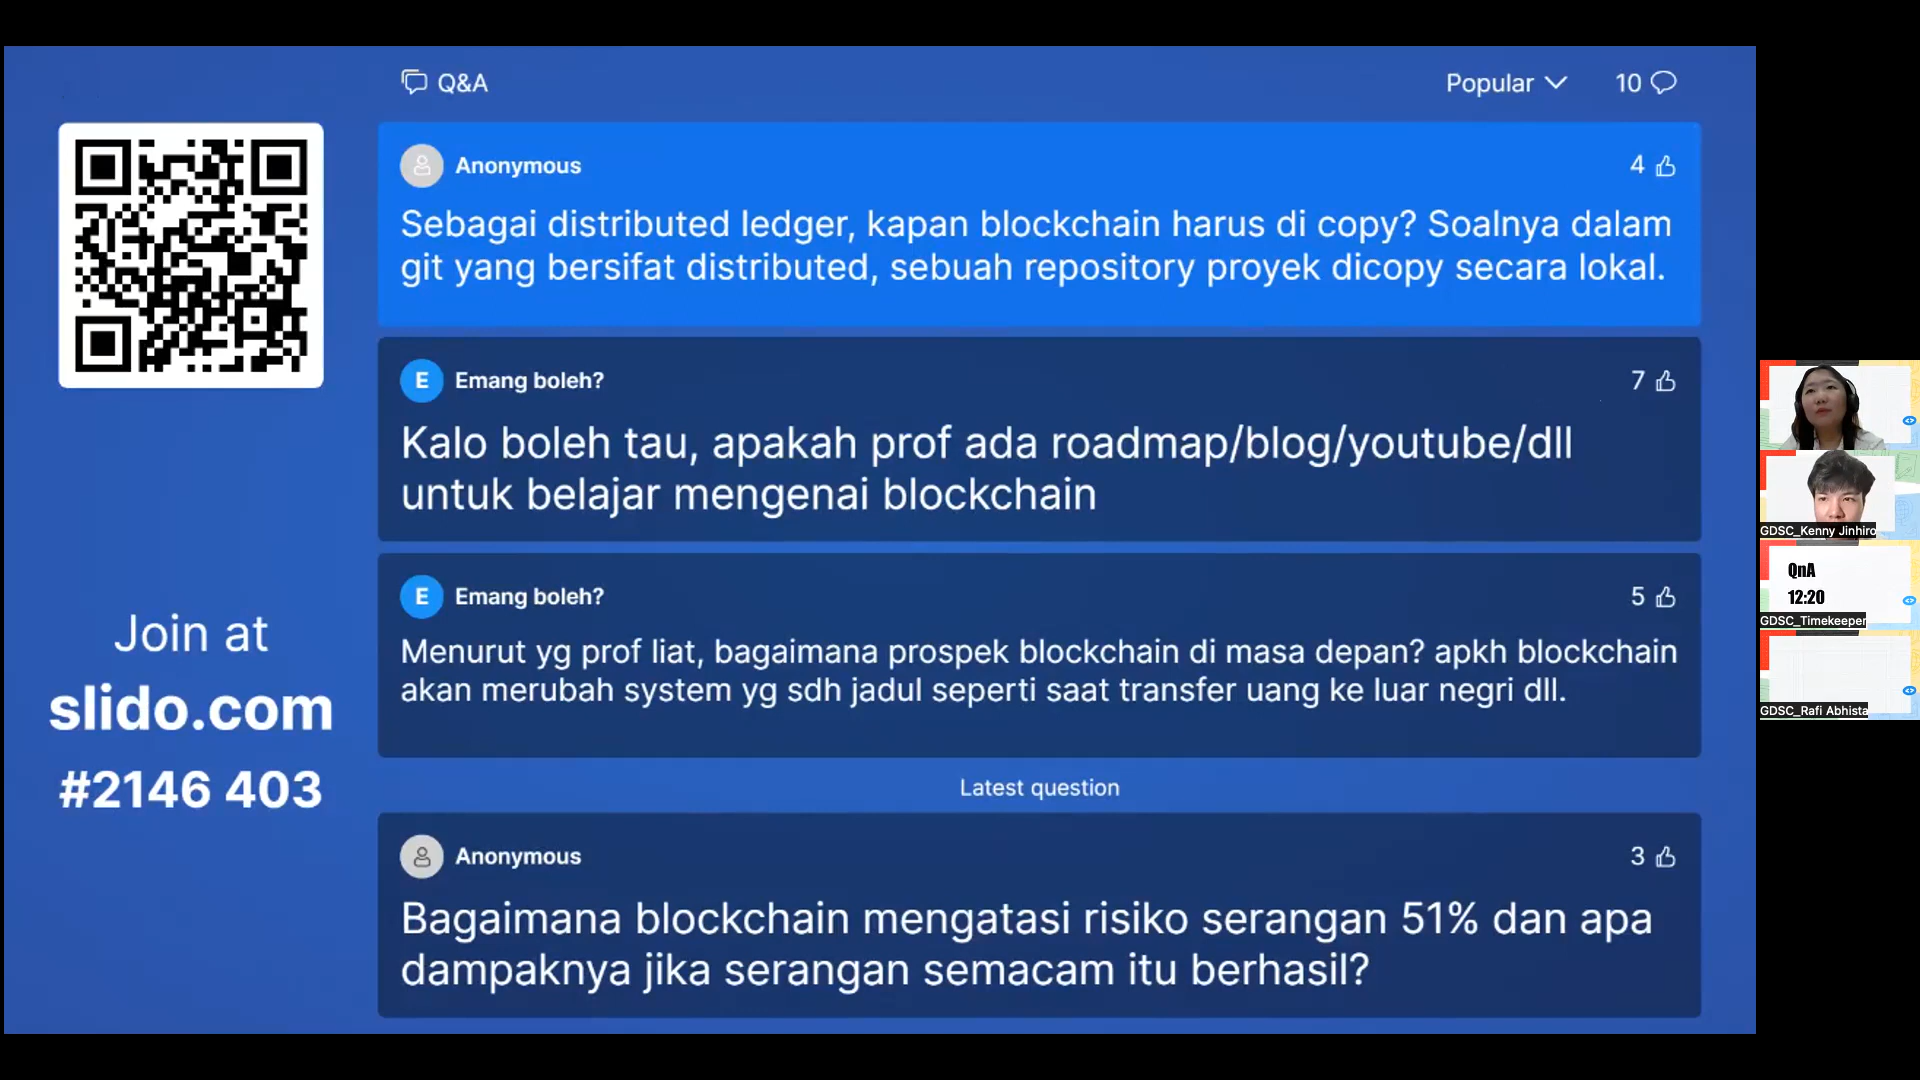 Q&A
Popular
10
Anonymous
4
Sebagai distributed ledger, kapan blockchain harus di copy? Soalnya dalam
git yang bersifat distributed, sebuah repository proyek dicopy secara lokal.
E
Emang boleh?
7
Kalo boleh tau, apakah prof ada roadmap/blog/youtube/dll
untuk belajar mengenai blockchain
E
Emang boleh?
5
Menurut yg prof liat, bagaimana prospek blockchain di masa depan? apkh blockchain
akan merubah system yg sdh jadul seperti saat transfer uang ke luar negri dll.
Latest question
Anonymous
3
Bagaimana blockchain mengatasi risiko serangan 51% dan apa
dampaknya jika serangan semacam itu berhasil?
Join at
slido.com
#2146 403
GDSC_Kenny Jinhiro
QnA
12:20
GDSC_Timekeeper
GDSC_Rafi Abhista